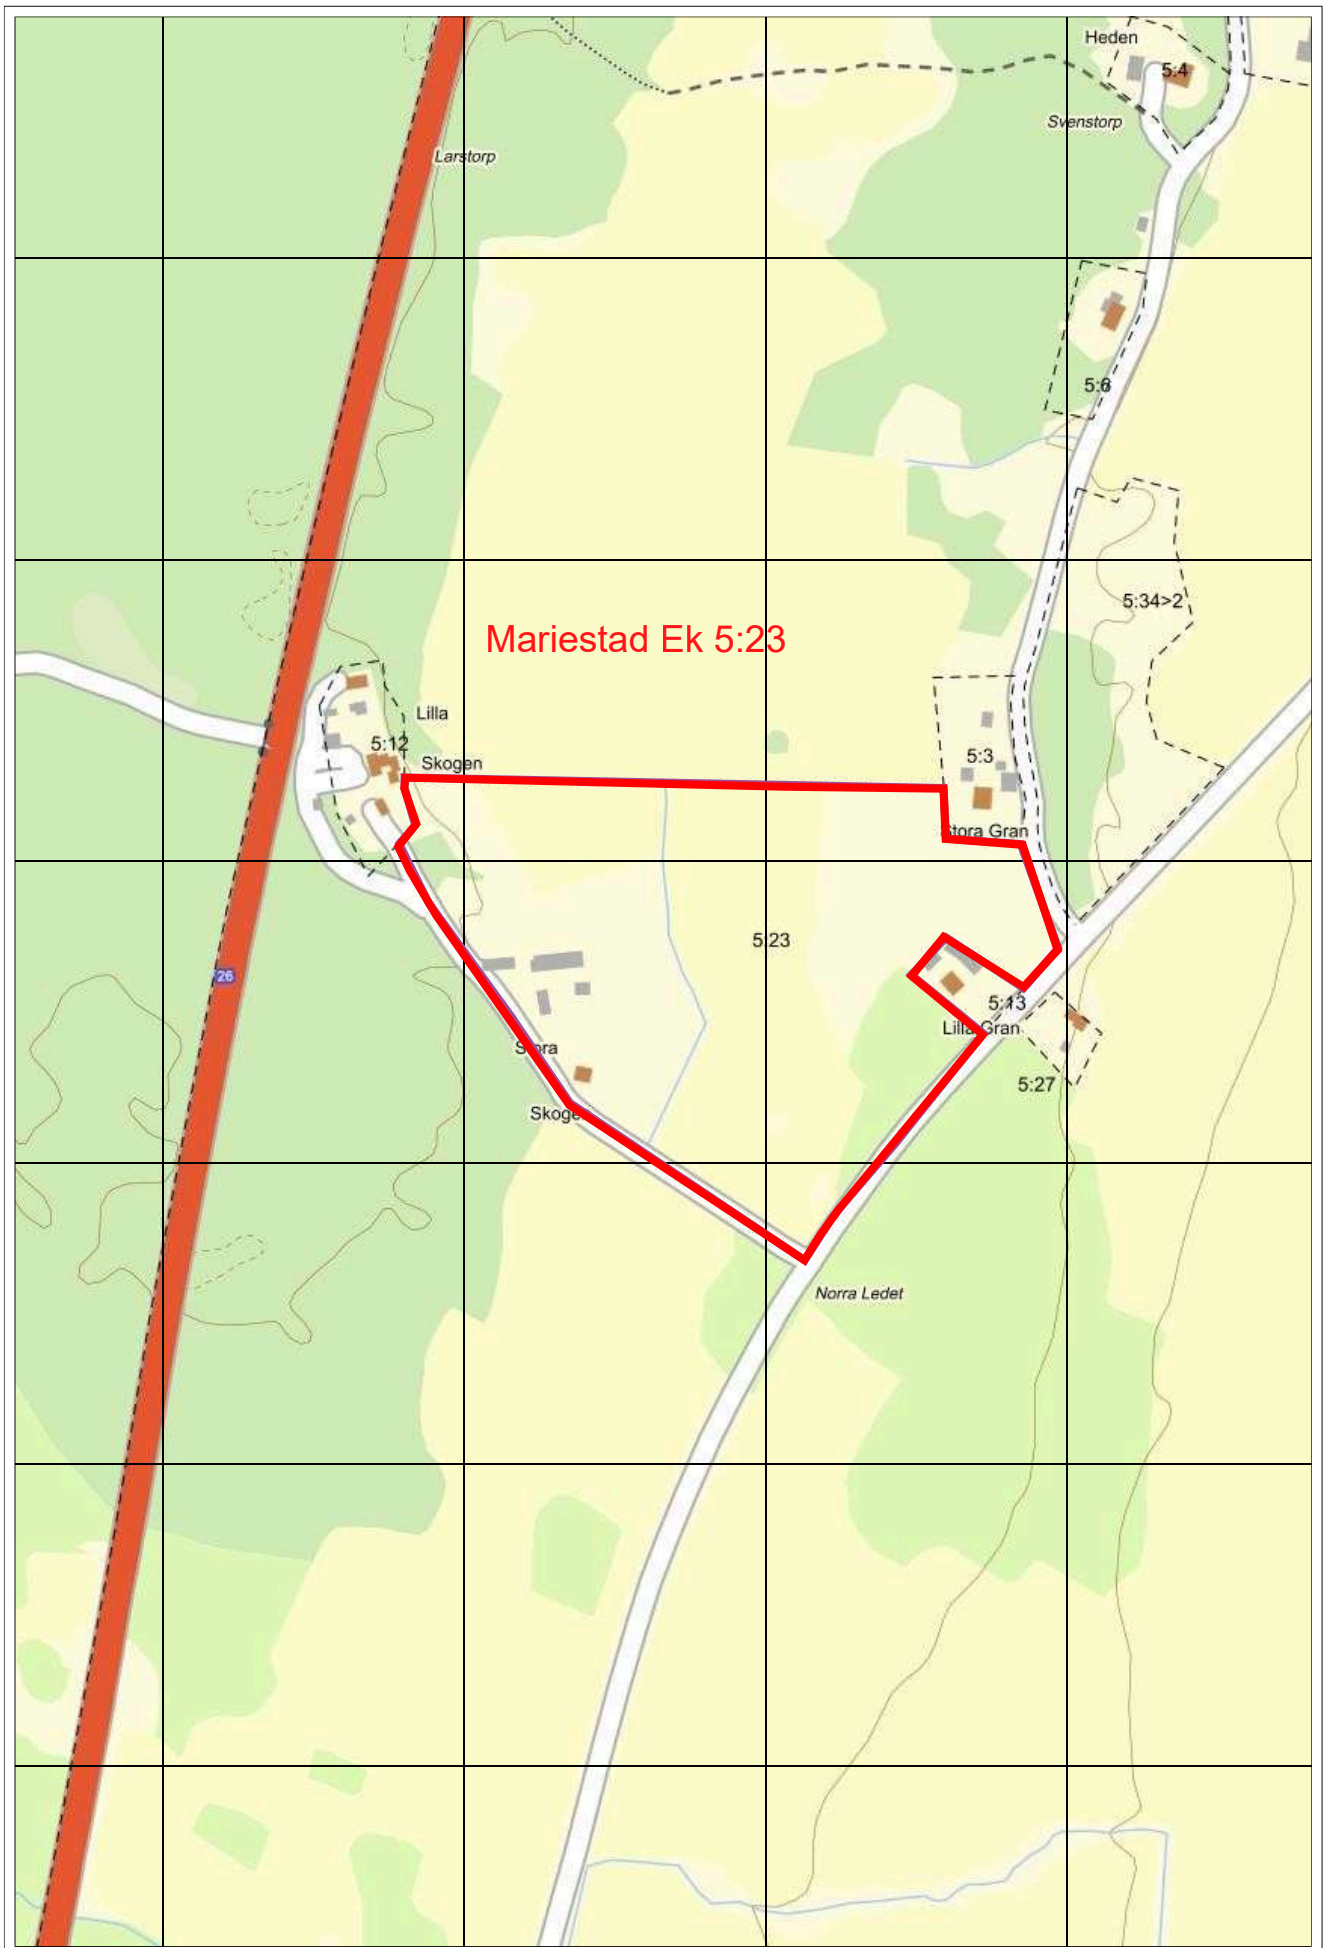 Heden
5:4
Svenstorp
Larstorp
5:6
5:34>2
Mariestad Ek 5:23
Lilla
5:12
Skogen
5:3
Stora Gran
5:23
26
5:13
Lilla Gran
Stora
5:27
Skogen
Norra Ledet